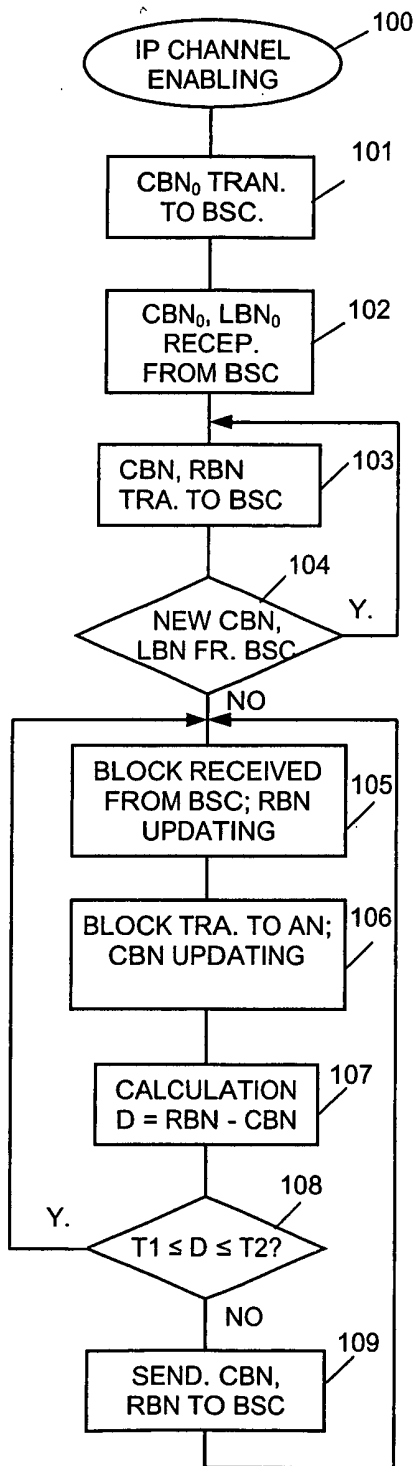 100
IP CHANNEL
ENABLING
101
CBN₀ TRAN.
TO BSC.
102
CBN₀, LBN₀
RECEP.
FROM BSC
103
CBN, RBN
TRA. TO BSC
104
NEW CBN,
LBN FR. BSC
Y.
NO
BLOCK RECEIVED
FROM BSC; RBN
UPDATING
105
BLOCK TRA. TO AN;
CBN UPDATING
106
107
CALCULATION
D = RBN - CBN
108
Y.
T1 ≤ D ≤ T2?
NO
109
SEND. CBN,
RBN TO BSC